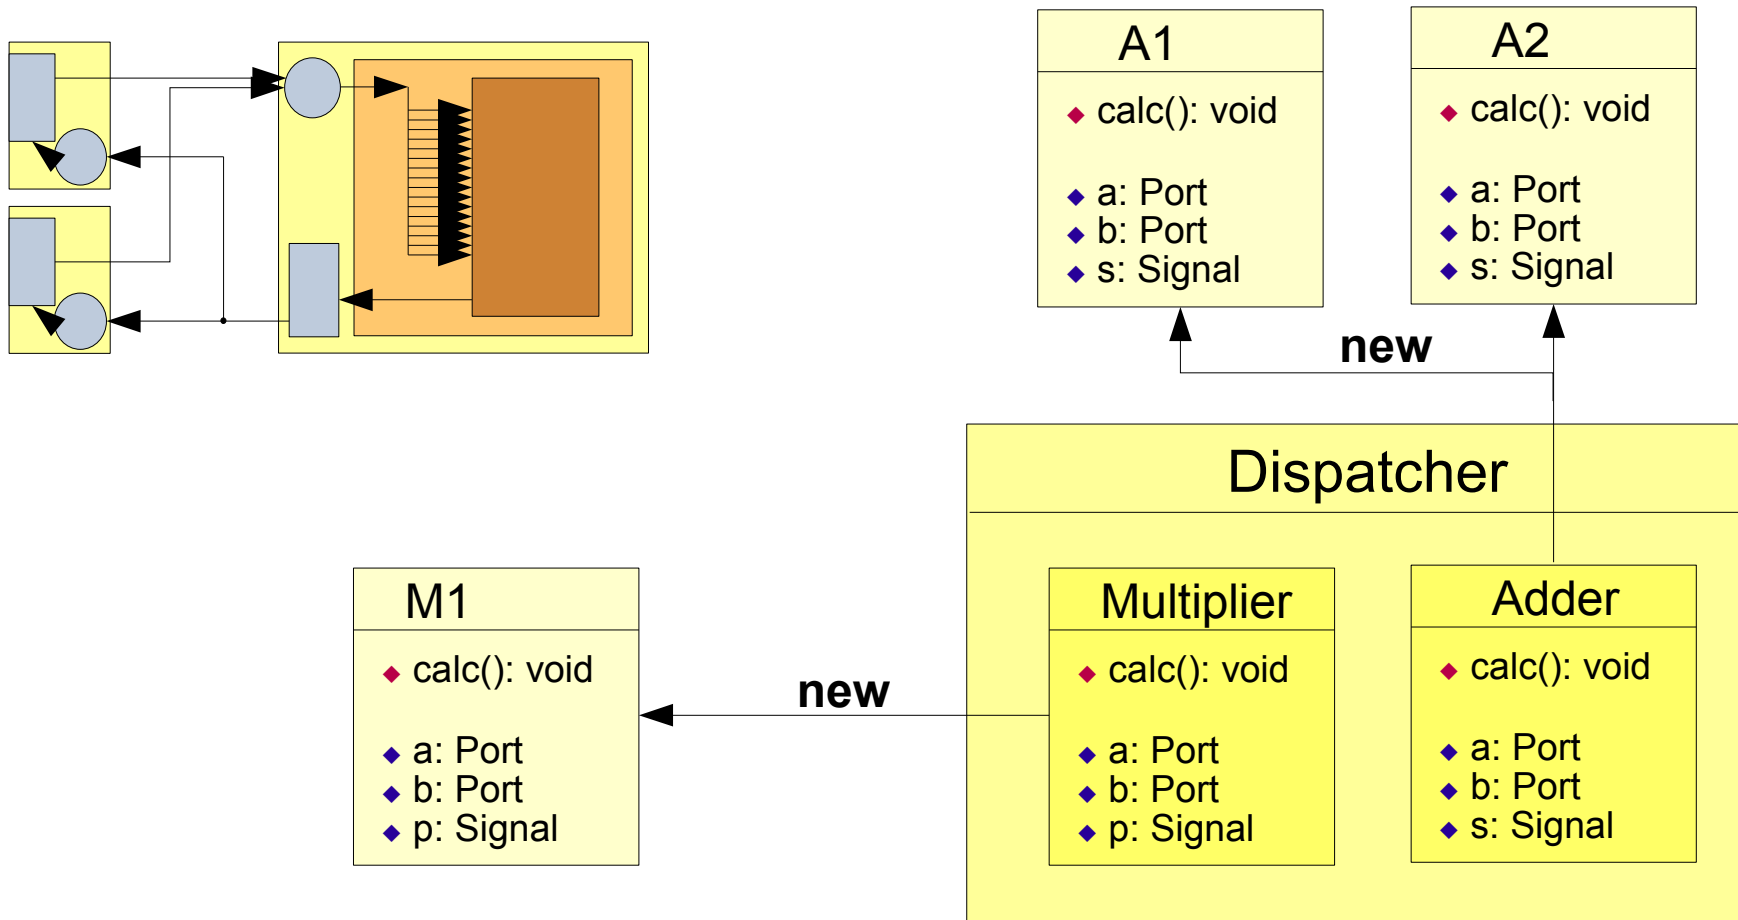 A1
calc(): void
a: Port
b: Port
s: Signal
A2
calc(): void
a: Port
b: Port
s: Signal
new
Dispatcher
M1
calc(): void
a: Port
b: Port
p: Signal
new
Multiplier
calc(): void
a: Port
b: Port
p: Signal
Adder
calc(): void
a: Port
b: Port
s: Signal